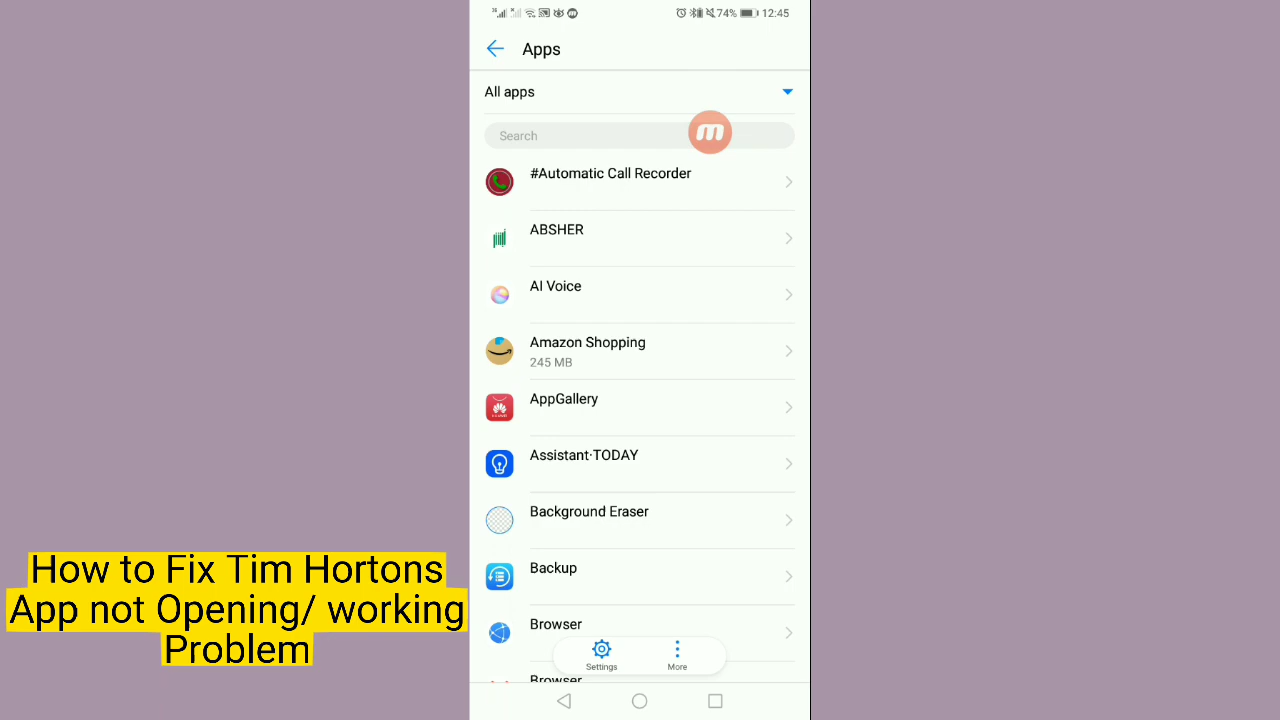 74% 12:45
Apps
All apps
Search
#Automatic Call Recorder
ABSHER
AI Voice
Amazon Shopping
245 MB
AppGallery
Assistant·TODAY
Background Eraser
Backup
Browser
Settings
More
Browser
How to Fix Tim Hortons
App not Opening/ working
Problem